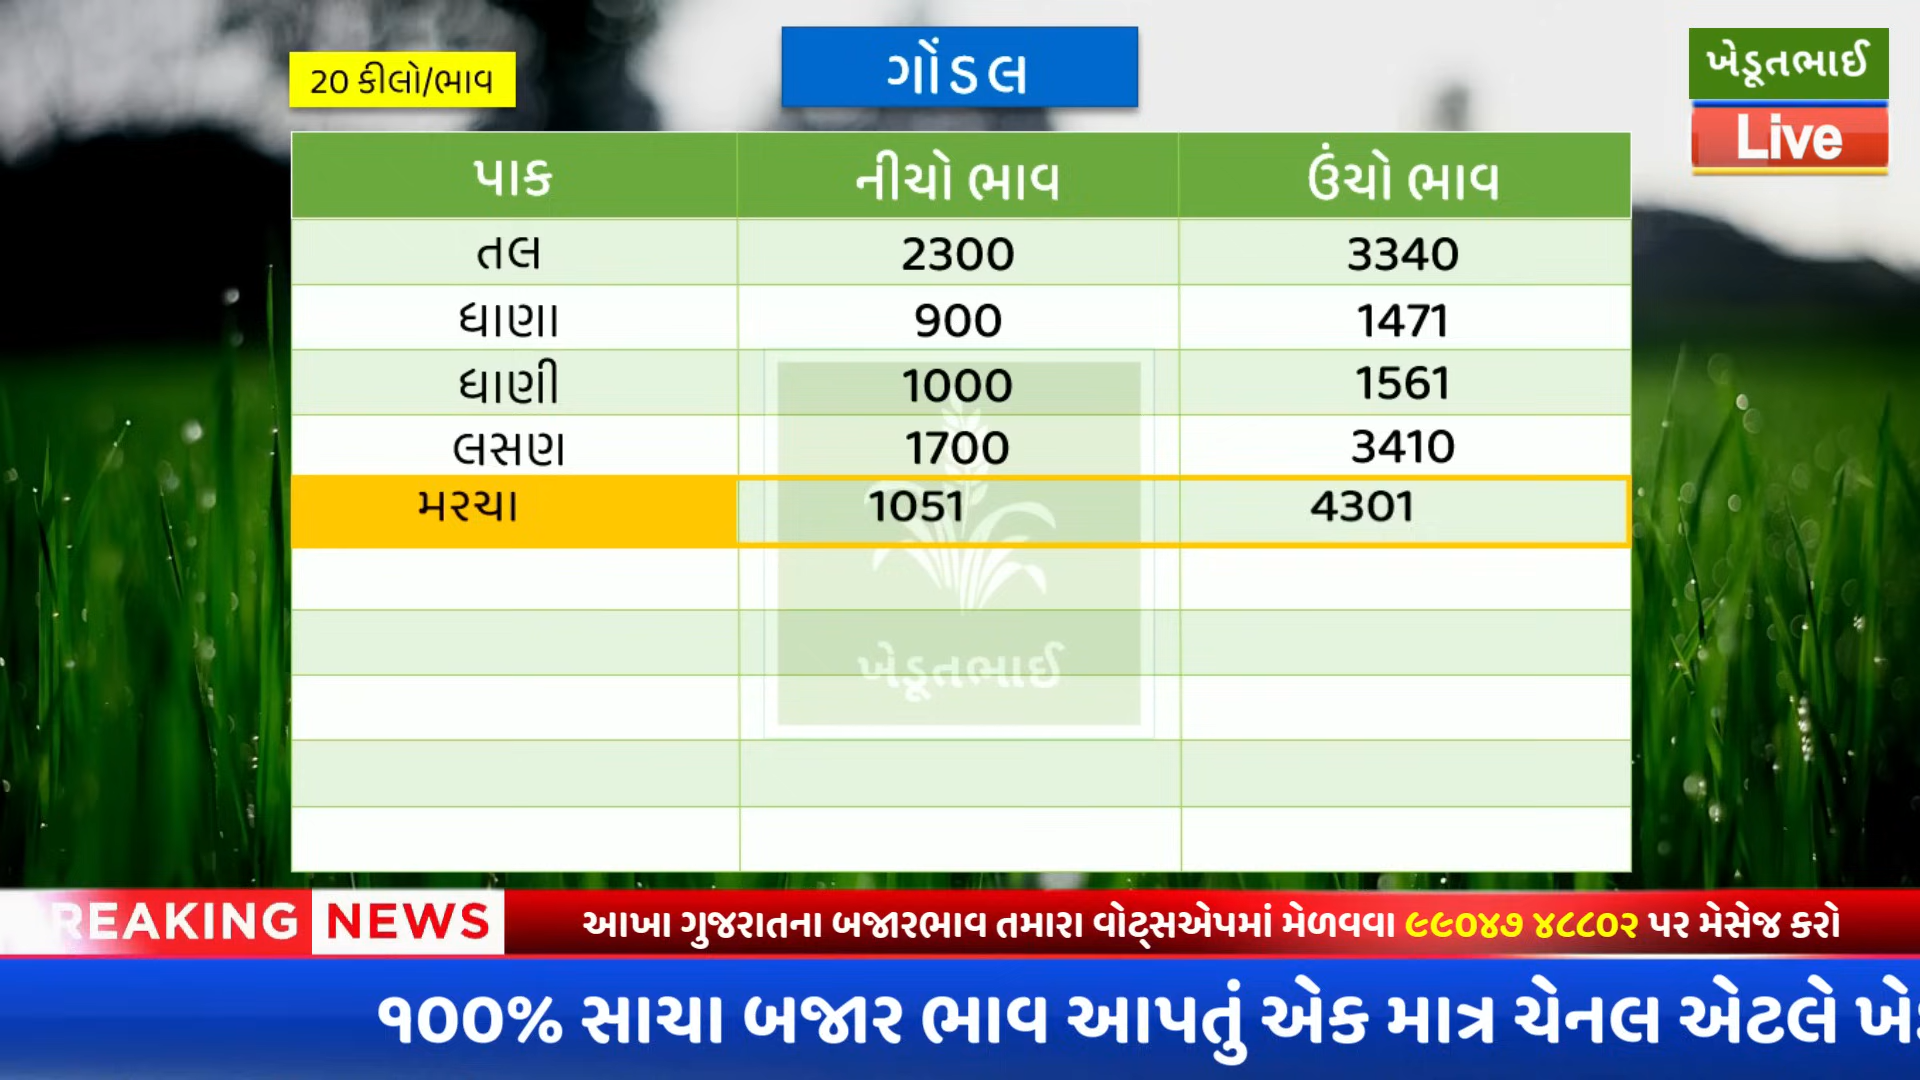 20 કીલો/ભાવ
ગોંડલ
ખેડૂતભાઈ
Live
પાક નીચો ભાવ ઉંચો ભાવ
તલ 2300 3340
ધાણા 900 1471
ધાણી 1000 1561
લસણ 1700 3410
મરચા 1051 4301
ખેડૂતભાઈ
REAKING NEWS આખા ગુજરાતના બજારભાવ તમારા વોટ્સએપમાં મેળવવા ૯૯૦૪૭ ૪૮૮૦૨ પર મેસેજ કરો
૧૦૦% સાચા બજાર ભાવ આપતું એક માત્ર ચેનલ એટલે